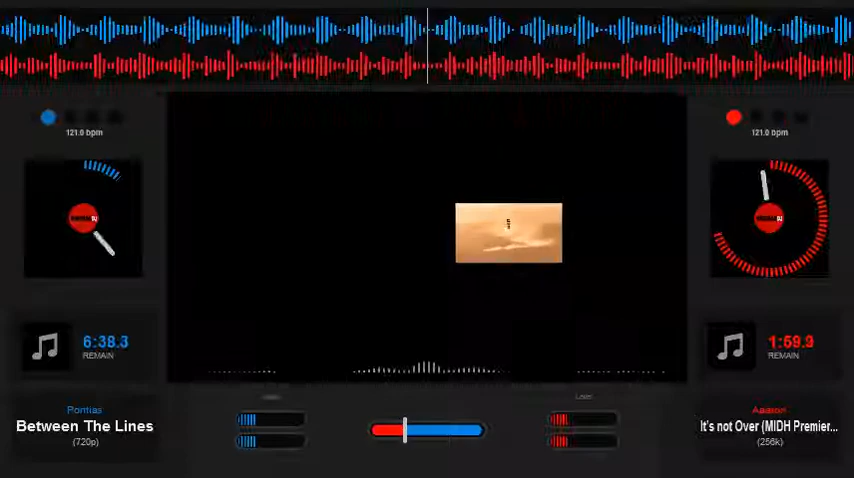 121.0 bpm
121.0 bpm
6:38.3
REMAIN
1:59.9
REMAIN
Pontias
Between The Lines
(720p)
It's not Over (MIDH Premier...
(256k)